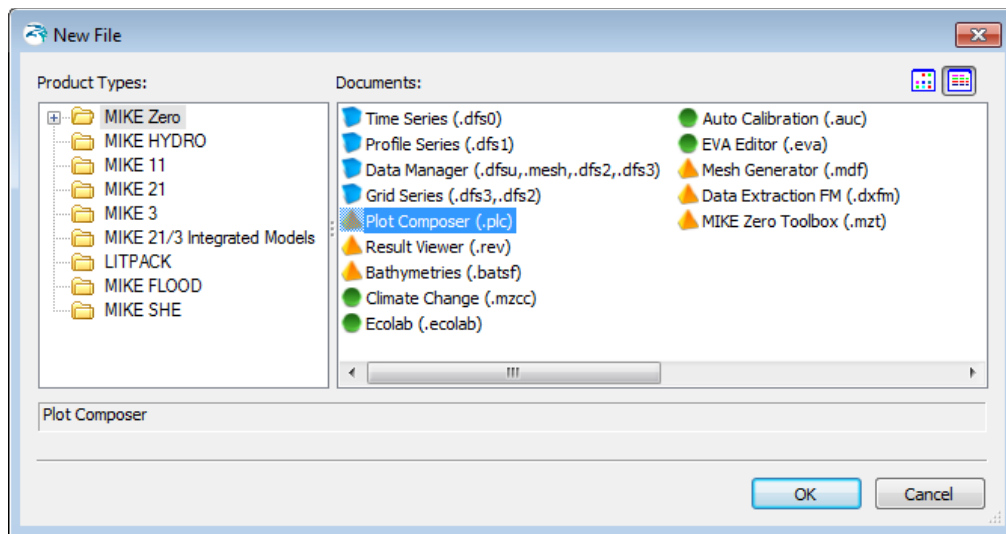 New File
Product Types:
Documents:
MIKE Zero
MIKE HYDRO
MIKE 11
MIKE 21
MIKE 3
MIKE 21/3 Integrated Models
LITPACK
MIKE FLOOD
MIKE SHE
Time Series (.dfs0)
Profile Series (.dfs1)
Data Manager (.dfsu,.mesh,.dfs2,.dfs3)
Grid Series (.dfs3,.dfs2)
Plot Composer (.plc)
Result Viewer (.rev)
Bathymetries (.batsf)
Climate Change (.mzcc)
Ecolab (.ecolab)
Auto Calibration (.auc)
EVA Editor (.eva)
Mesh Generator (.mdf)
Data Extraction FM (.dxfm)
MIKE Zero Toolbox (.mzt)
Plot Composer
OK
Cancel